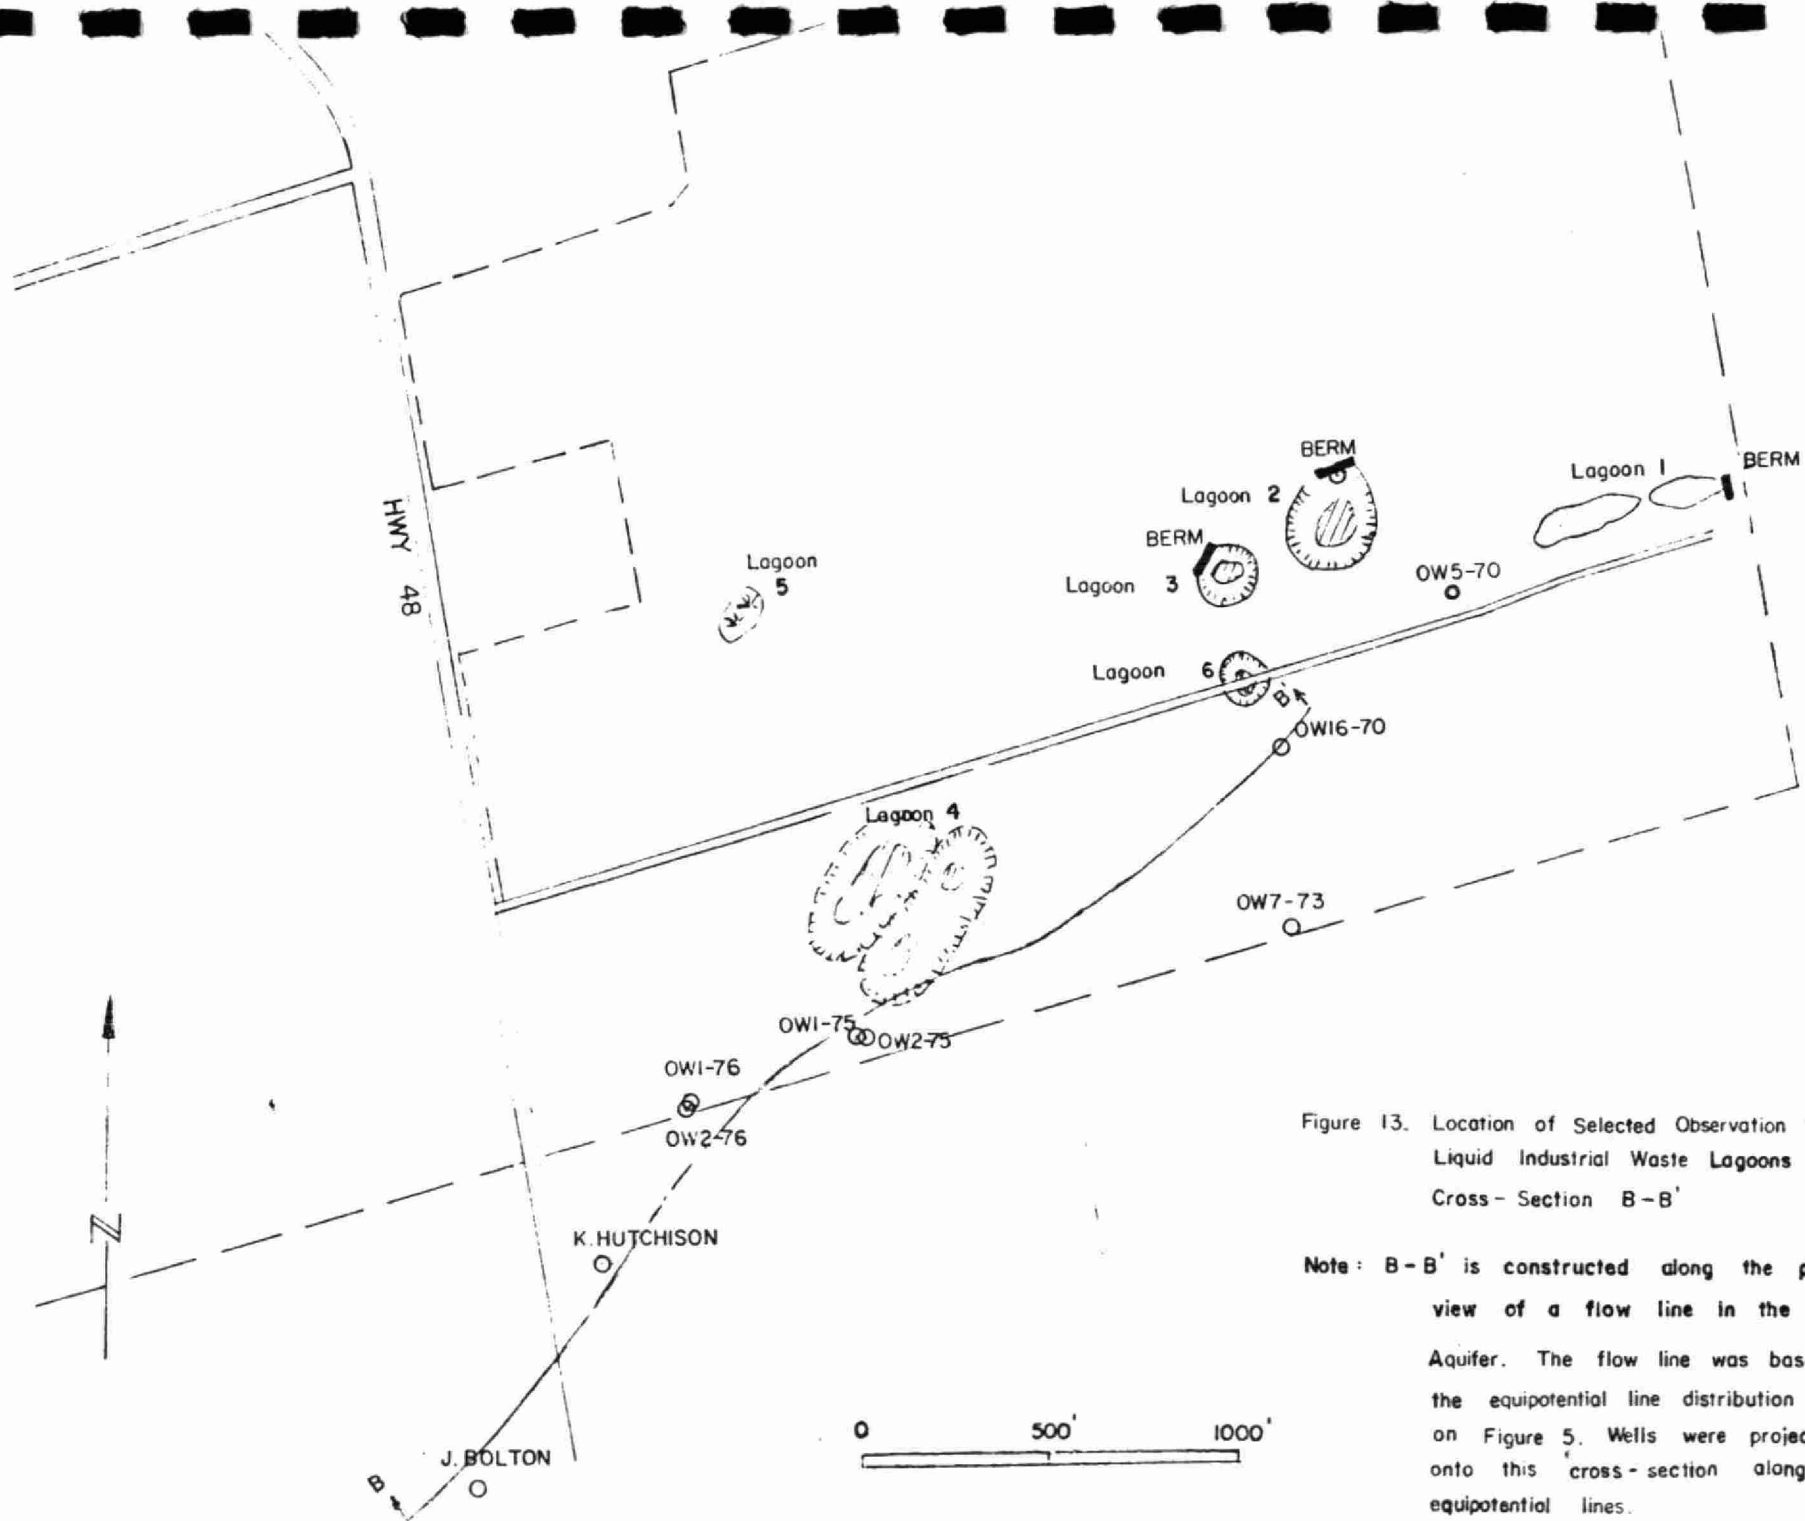 BERM
Lagoon 1
BERM
Lagoon 2
BERM
Lagoon 3
OW5-70
HWY 48
Lagoon
5
Lagoon 6
B'
OW16-70
Lagoon 4
OW7-73
OW1-75
OW2-75
OW1-76
OW2-76
N
K. HUTCHISON
J. BOLTON
B
0 500' 1000'
Figure 13. Location of Selected Observation
Liquid Industrial Waste Lagoons
Cross-Section B-B'
Note: B-B' is constructed along the
view of a flow line in the
Aquifer. The flow line was
the equipotential line distribution
on Figure 5. Wells were
onto this cross-section along
equipotential lines.